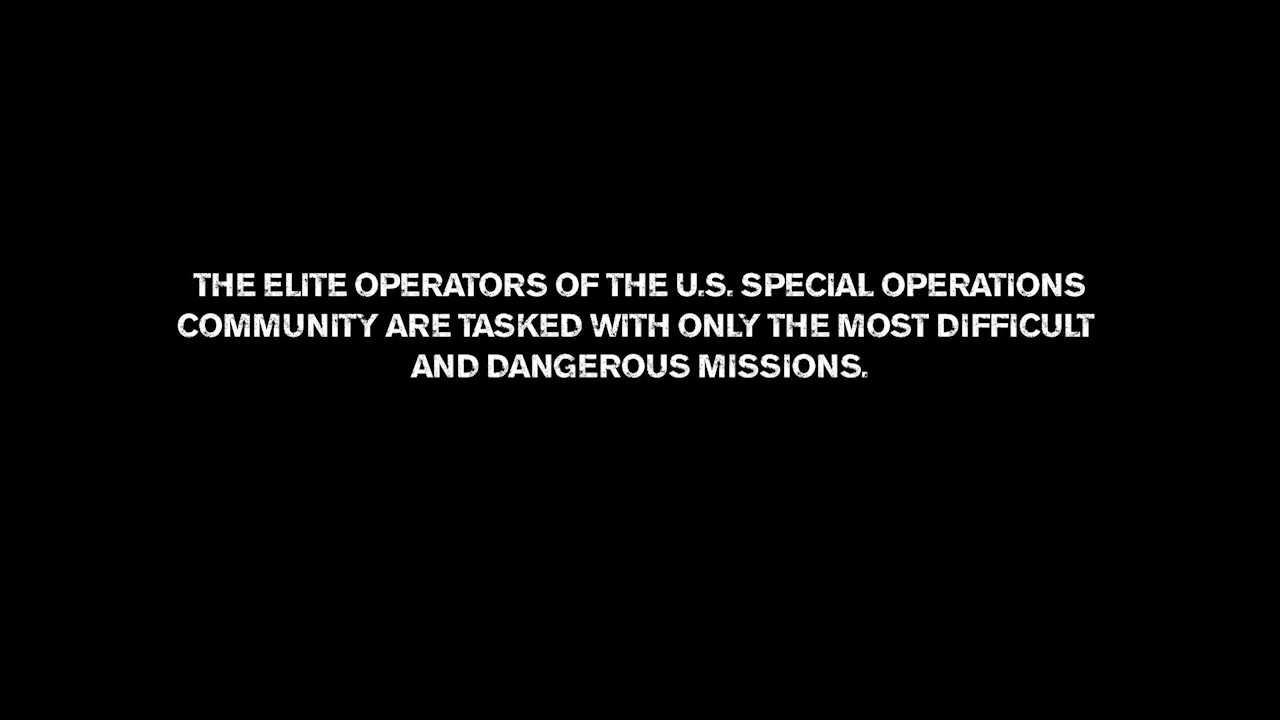 THE ELITE OPERATORS OF THE U.S. SPECIAL OPERATIONS
COMMUNITY ARE TASKED WITH ONLY THE MOST DIFFICULT
AND DANGEROUS MISSIONS.